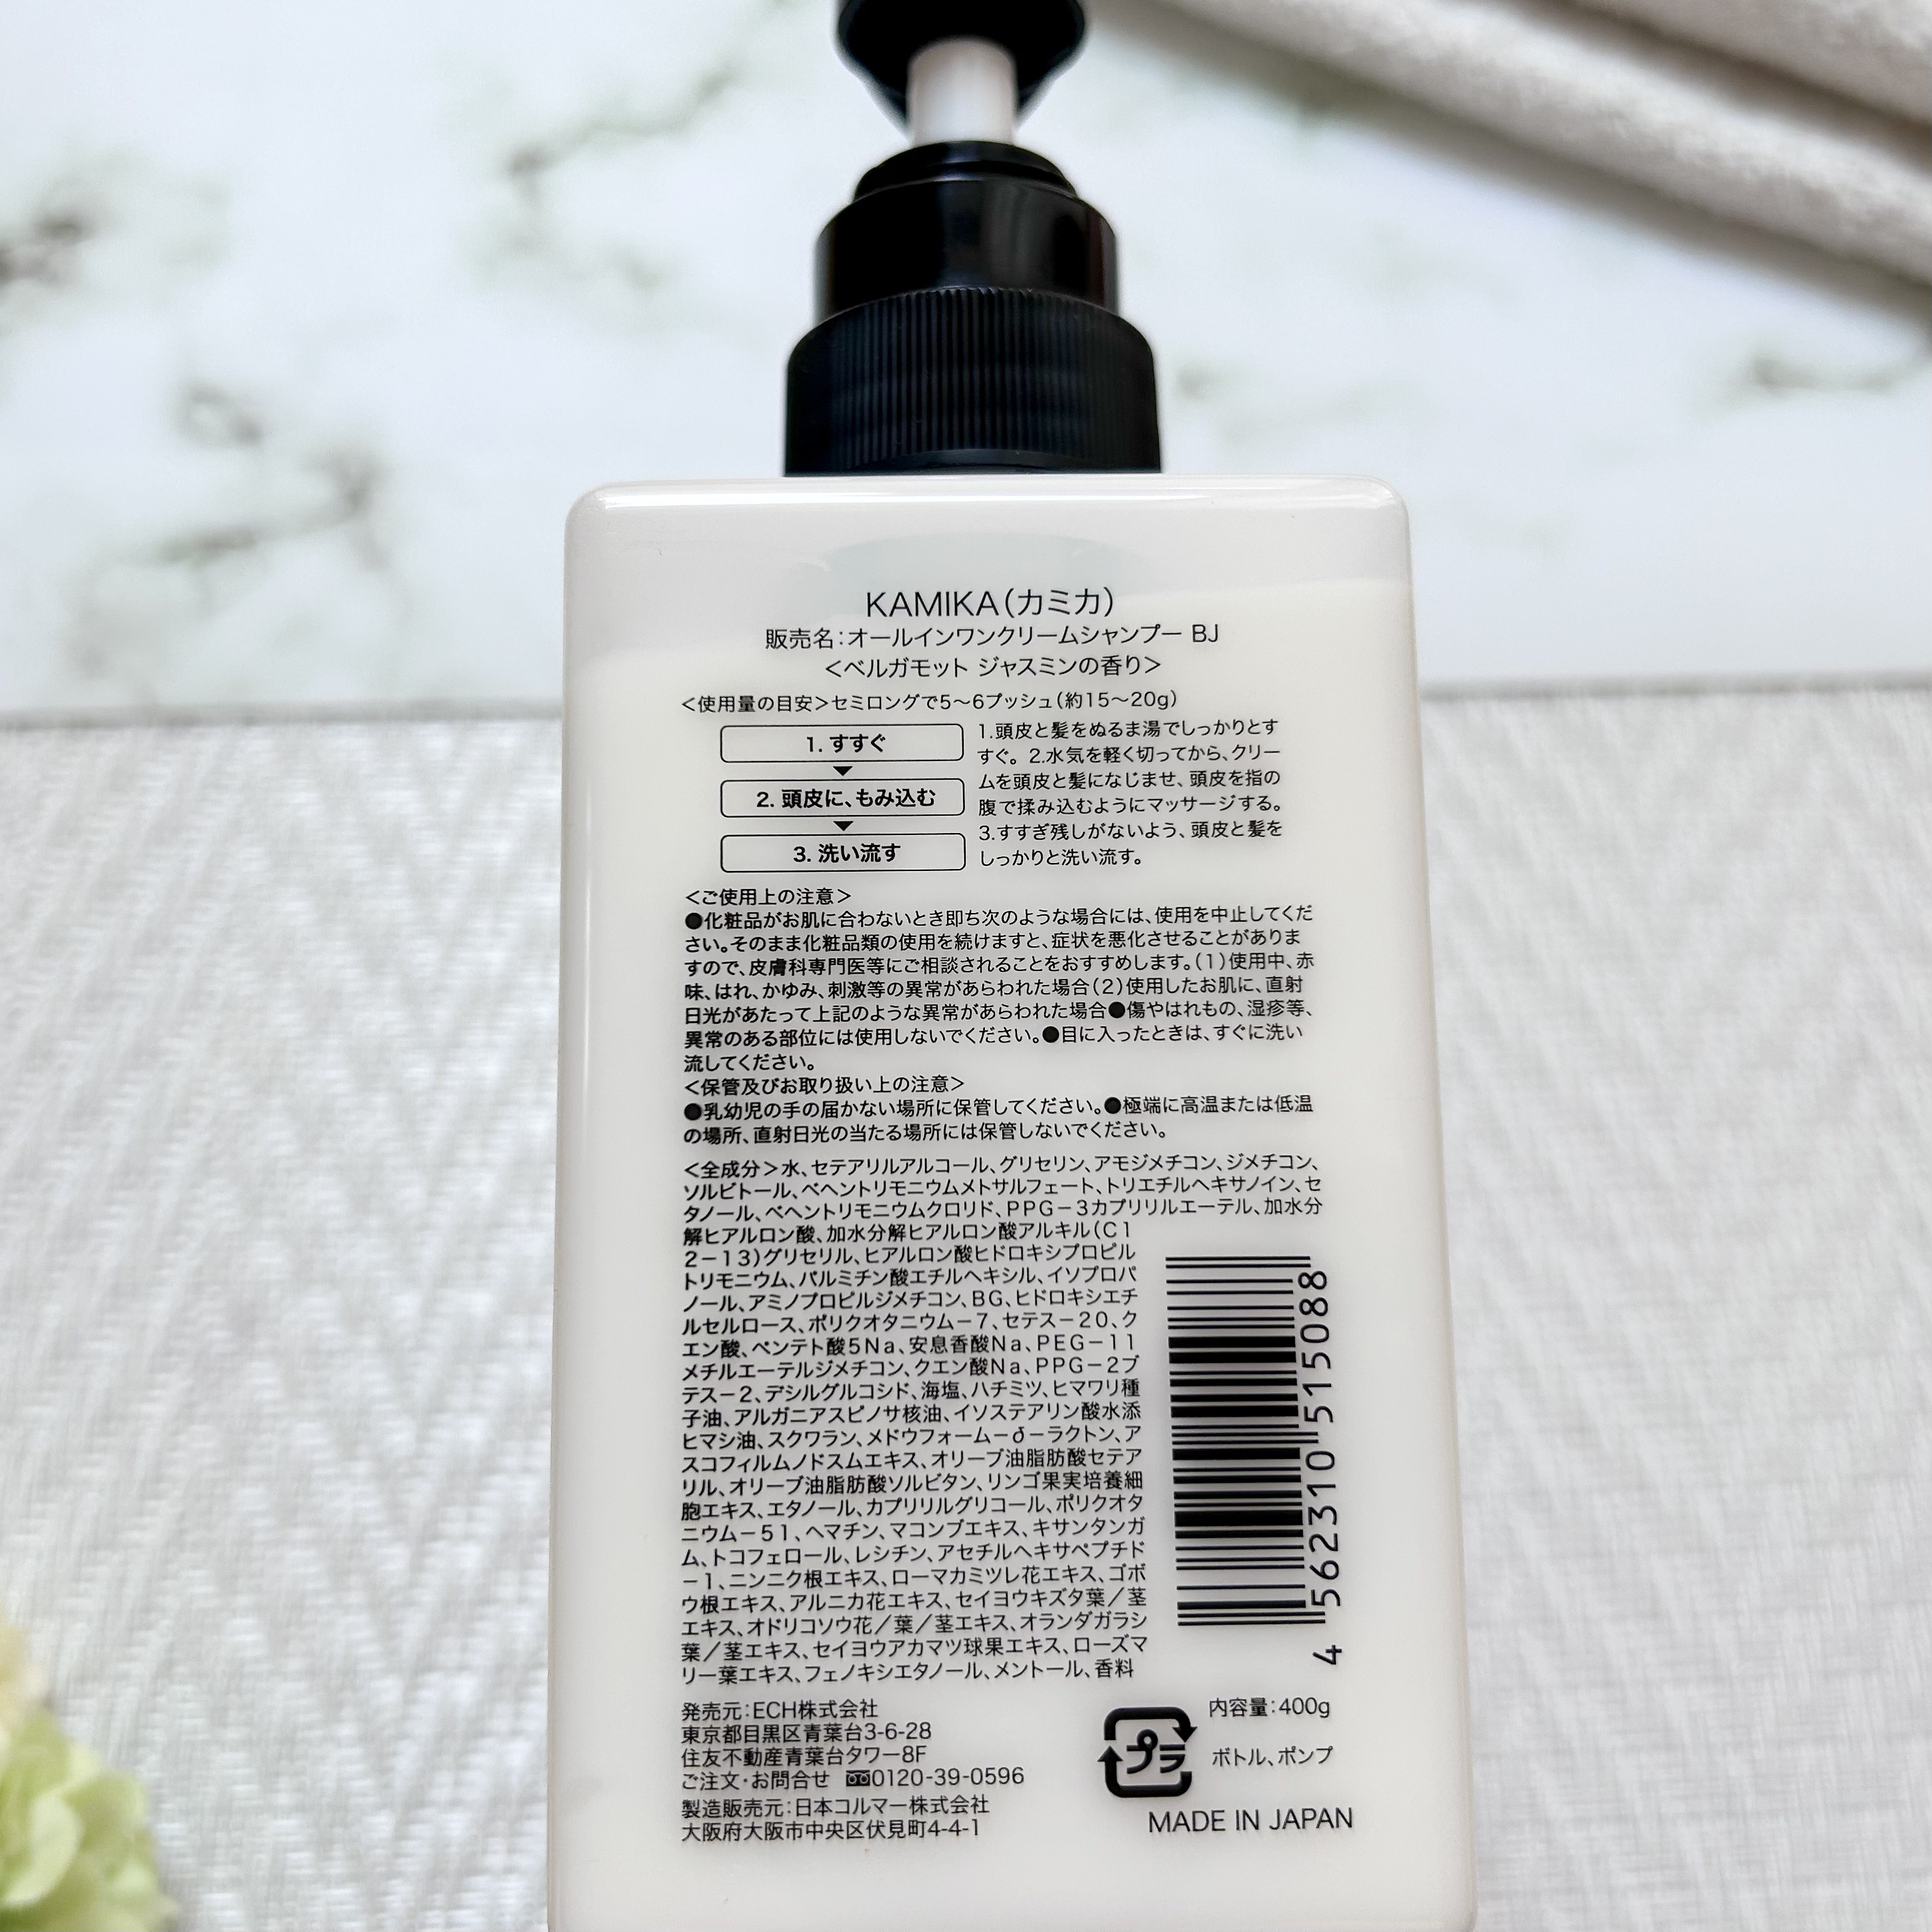 KAMIKA（カミカ）
販売名：オールインワンクリームシャンプー BJ
＜ベルガモット ジャスミンの香り＞
＜使用量の目安＞セミロングで5～6プッシュ（約15～20g）
1. すすぐ
2. 頭皮に、もみ込む
3. 洗い流す
1.頭皮と髪をぬるま湯でしっかりとす
すぐ。2.水気を軽く切ってから、クリー
ムを頭皮と髪になじませ、頭皮を指の
腹で揉み込むようにマッサージする。
3.すすぎ残しがないよう、頭皮と髪を
しっかりと洗い流す。
＜ご使用上の注意＞
●化粧品がお肌に合わないとき即ち次のような場合には、使用を中止してくだ
さい。そのまま化粧品類の使用を続けますと、症状を悪化させることがありま
すので、皮膚科専門医等にご相談されることをおすすめします。（1）使用中、赤
味、はれ、かゆみ、刺激等の異常があらわれた場合（2）使用したお肌に、直射
日光があたって上記のような異常があらわれた場合●傷やはれもの、湿疹等、
異常のある部位には使用しないでください。●目に入ったときは、すぐに洗い
流してください。
＜保管及びお取り扱い上の注意＞
●乳幼児の手の届かない場所に保管してください。●極端に高温または低温
の場所、直射日光の当たる場所には保管しないでください。
＜全成分＞水、セテアリルアルコール、グリセリン、アモジメチコン、ジメチコン、
ソルビトール、ベヘントリモニウムメトサルフェート、トリエチルヘキサノイン、セ
タノール、ベヘントリモニウムクロリド、PPG－3カプリリルエーテル、加水分
解ヒアルロン酸、加水分解ヒアルロン酸アルキル（C1
2－13）グリセリル、ヒアルロン酸ヒドロキシプロピル
トリモニウム、パルミチン酸エチルヘキシル、イソプロパ
ノール、アミノプロピルジメチコン、BG、ヒドロキシエチ
ルセルロース、ポリクオタニウム－7、セテス－20、ク
エン酸、ペンテト酸5Na、安息香酸Na、PEG－11
メチルエーテルジメチコン、クエン酸Na、PPG－2ブ
テス－2、デシルグルコシド、海塩、ハチミツ、ヒマワリ種
子油、アルガニアスピノサ核油、イソステアリン酸水添
ヒマシ油、スクワラン、メドウフォーム－δ－ラクトン、ア
スコフィルムノドスムエキス、オリーブ油脂肪酸セテア
リル、オリーブ油脂肪酸ソルビタン、リンゴ果実培養細
胞エキス、エタノール、カプリリルグリコール、ポリクオタ
ニウム－51、ヘマチン、マコンブエキス、キサンタンガ
ム、トコフェロール、レシチン、アセチルヘキサペプチド
－1、ニンニク根エキス、ローマカミツレ花エキス、ゴボ
ウ根エキス、アルニカ花エキス、セイヨウキズタ葉／茎
エキス、オドリコソウ花／葉／茎エキス、オランダガラシ
葉／茎エキス、セイヨウアカマツ球果エキス、ローズマ
リー葉エキス、フェノキシエタノール、メントール、香料
4 562310 515088
発売元：ECH株式会社
東京都目黒区青葉台3-6-28
住友不動産青葉台タワー8F
ご注文・お問合せ 0120-39-0596
製造販売元：日本コルマー株式会社
大阪府大阪市中央区伏見町4-4-1
内容量：400g
プラ
ボトル、ポンプ
MADE IN JAPAN